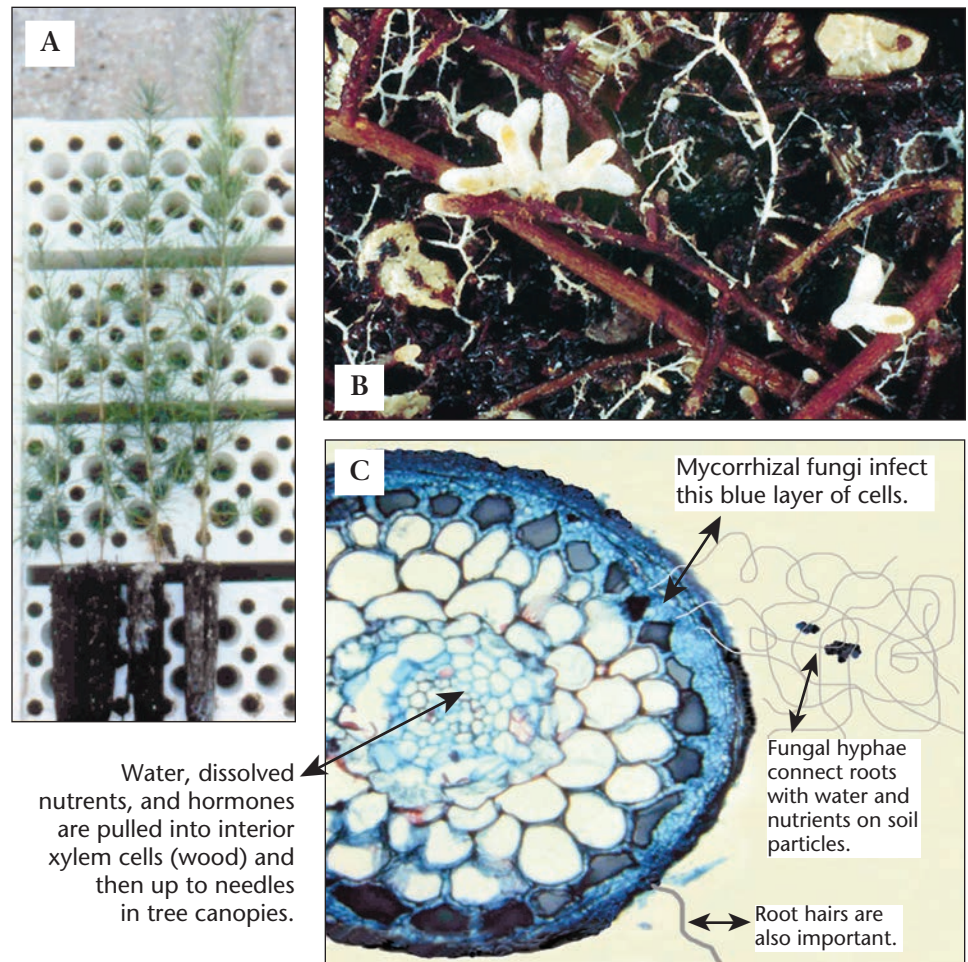 A
B
C
Mycorrhizal fungi infect
this blue layer of cells.
Fungal hyphae
connect roots
with water and
nutrients on soil
particles.
Water, dissolved
nutrents, and hormones
are pulled into interior
xylem cells (wood) and
then up to needles
in tree canopies.
Root hairs are
also important.